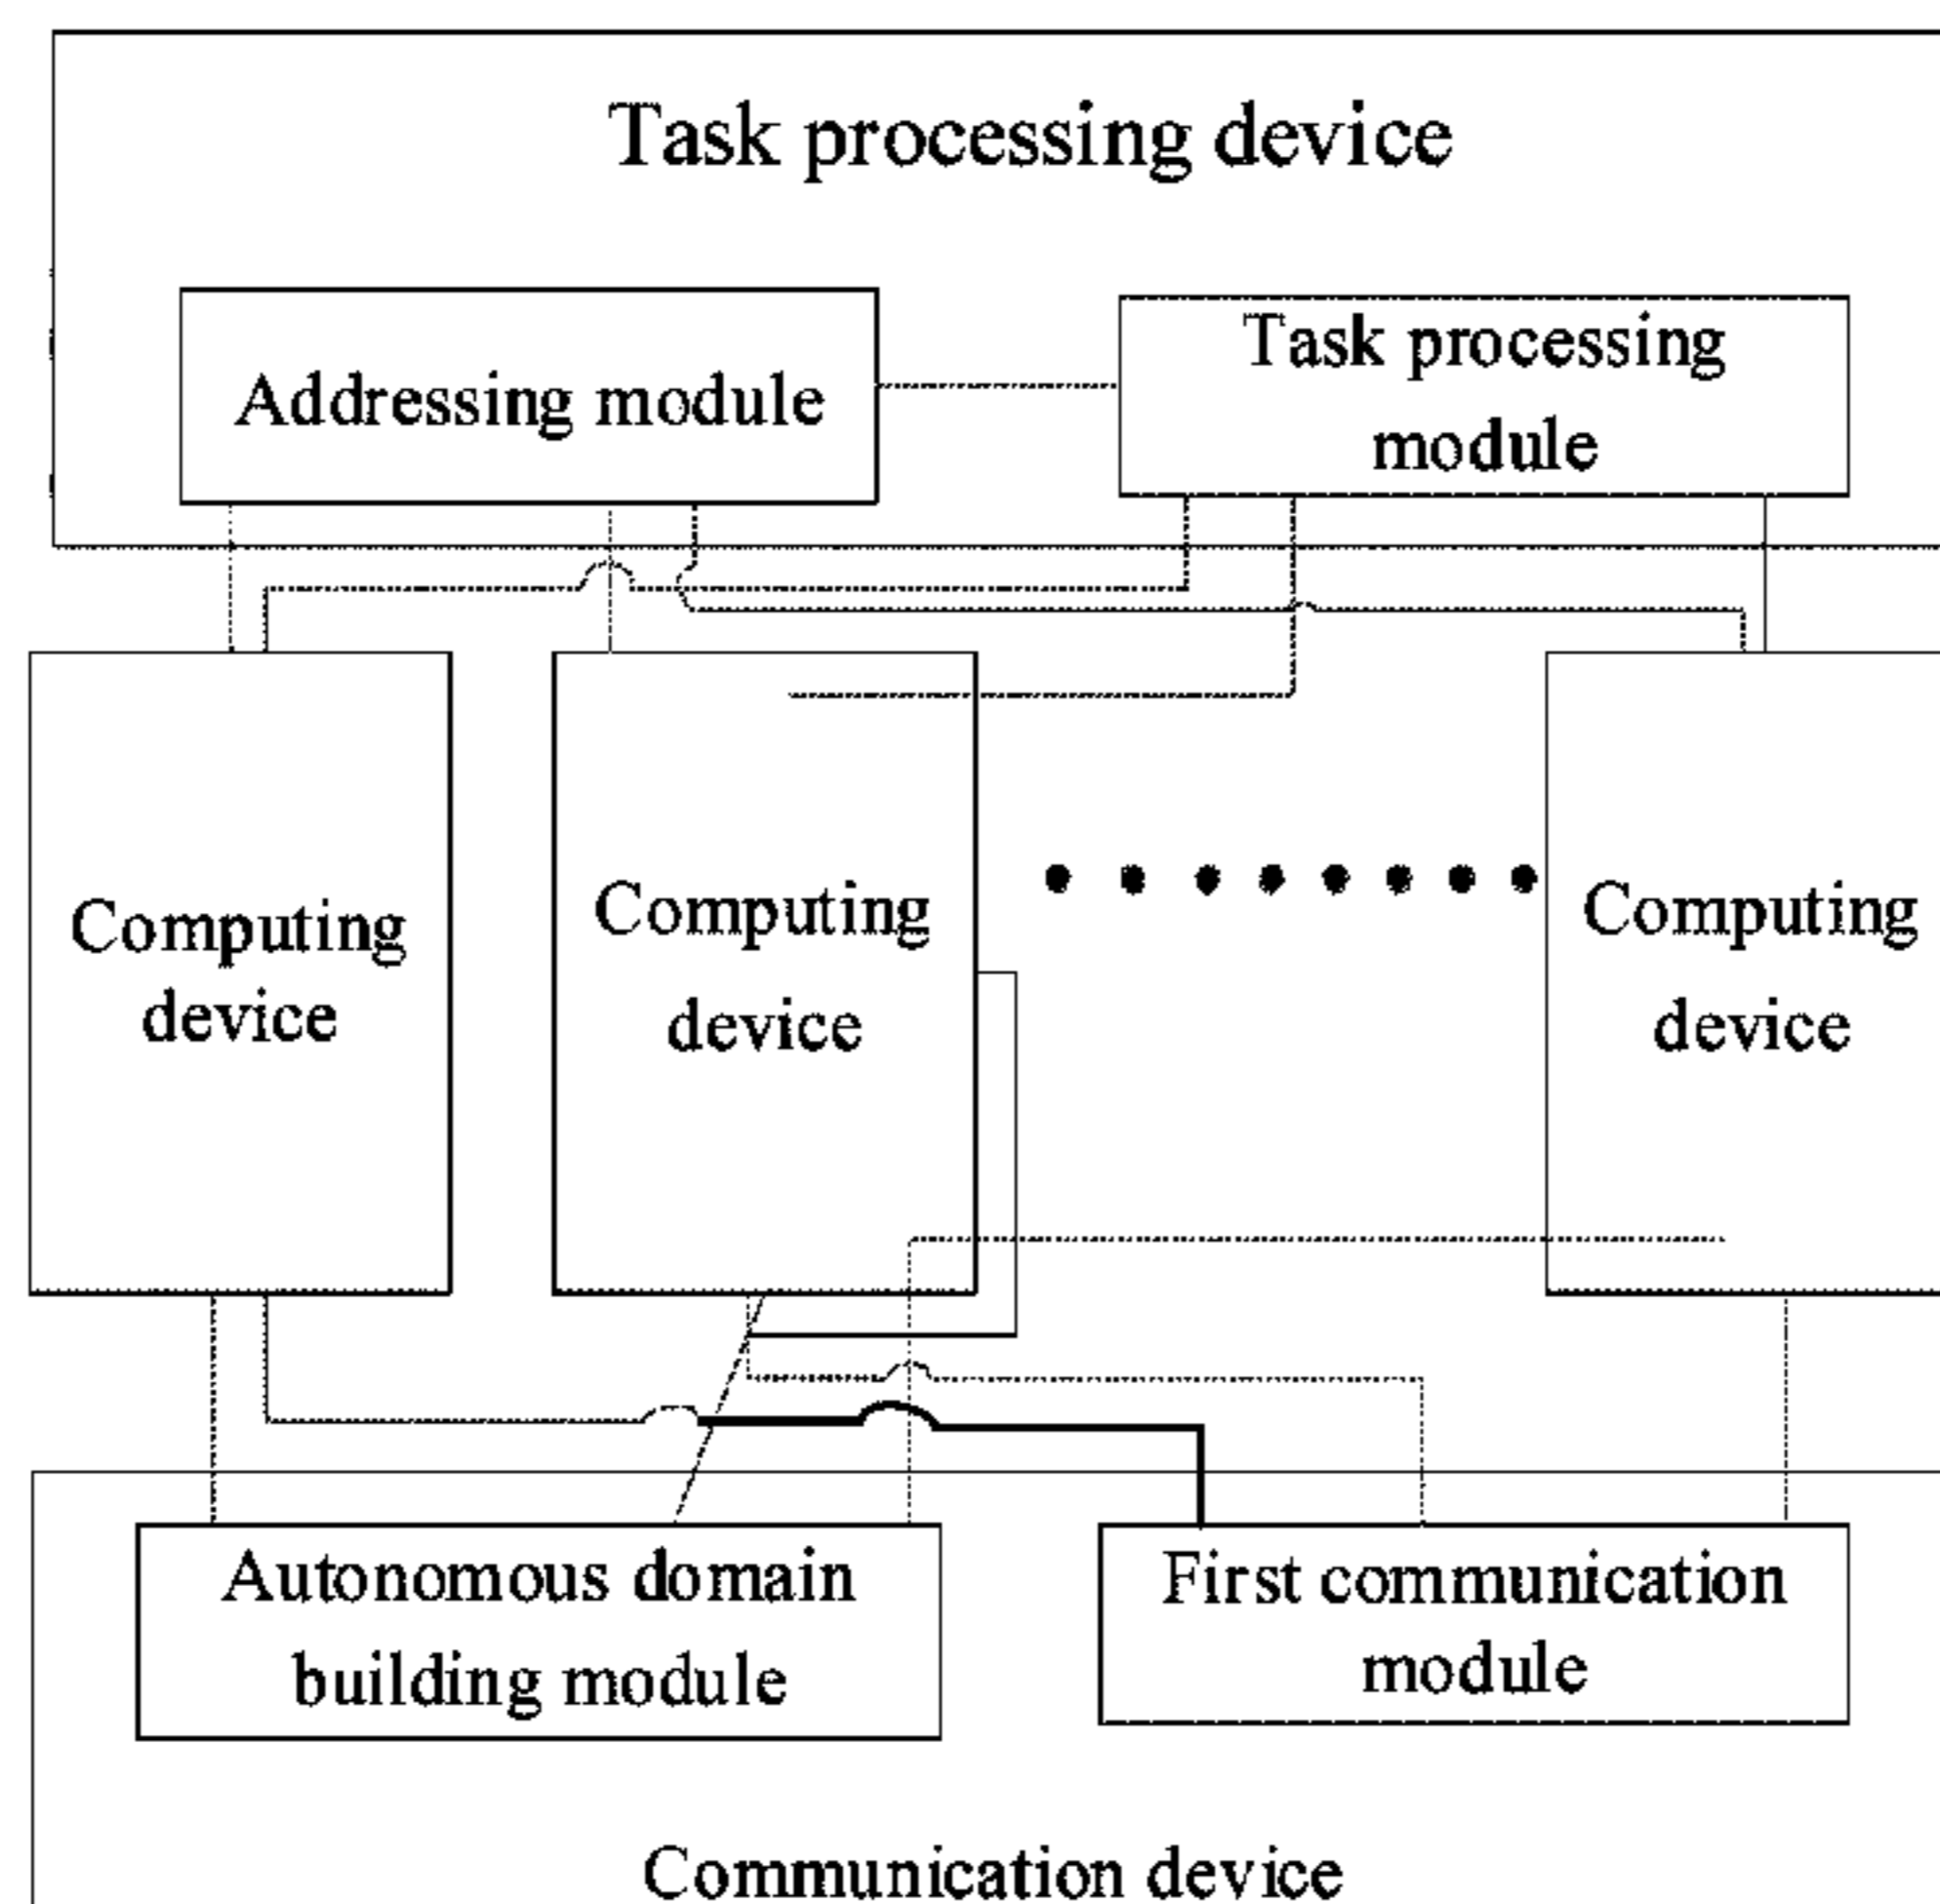 Task processing device
Addressing module
Task processing
module
Computing
device
Computing
device
Computing
device
Autonomous domain
building module
First communication
module
Communication device